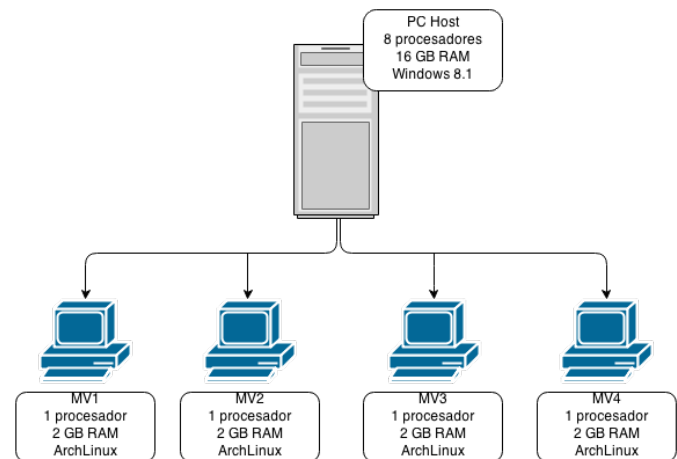 PC Host
8 procesadores
16 GB RAM
Windows 8.1
MV1
1 procesador
2 GB RAM
ArchLinux
MV2
1 procesador
2 GB RAM
ArchLinux
MV3
1 procesador
2 GB RAM
ArchLinux
MV4
1 procesador
2 GB RAM
ArchLinux